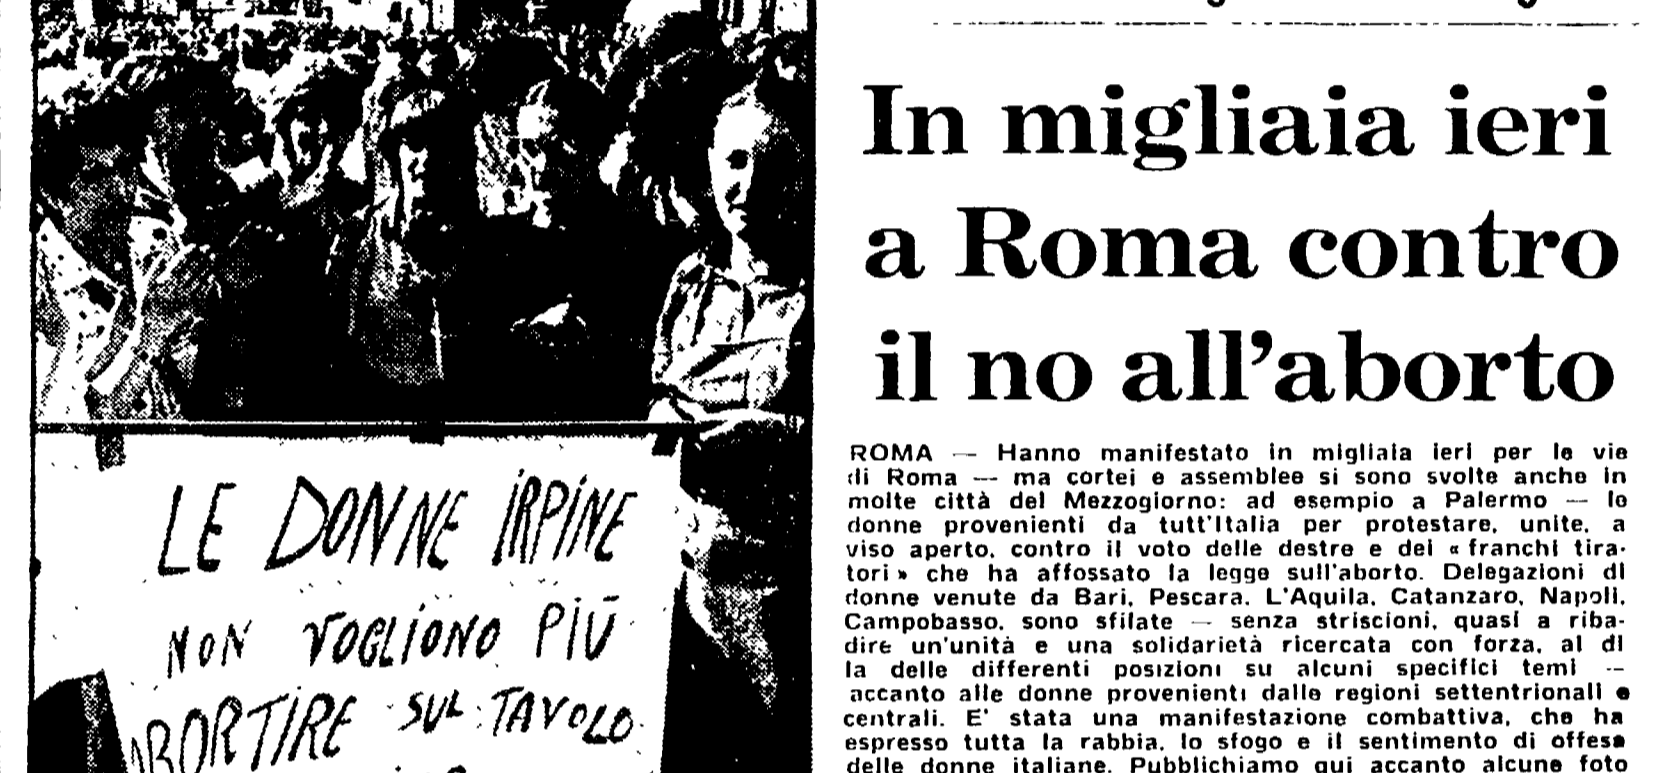 LE DONNE IRPINE
NON VOGLIONO PIÙ
ABORTIRE SUL TAVOLO
In migliaia ieri
a Roma contro
il no all'aborto
ROMA — Hanno manifestato in migliaia ieri per le vie
di Roma — ma cortei e assemblee si sono svolte anche in
molte città del Mezzogiorno: ad esempio a Palermo — le
donne provenienti da tutt'Italia per protestare, unite, a
viso aperto, contro il voto delle destre e dei « franchi tira-
tori » che ha affossato la legge sull'aborto. Delegazioni di
donne venute da Bari, Pescara, L'Aquila, Catanzaro, Napoli,
Campobasso, sono sfilate — senza striscioni, quasi a riba-
dire un'unità e una solidarietà ricercata con forza, al di
la delle differenti posizioni su alcuni specifici temi —
accanto alle donne provenienti dalle regioni settentrionali e
centrali. E' stata una manifestazione combattiva, che ha
espresso tutta la rabbia, lo sfogo e il sentimento di offesa
delle donne italiane. Pubblichiamo qui accanto alcune foto